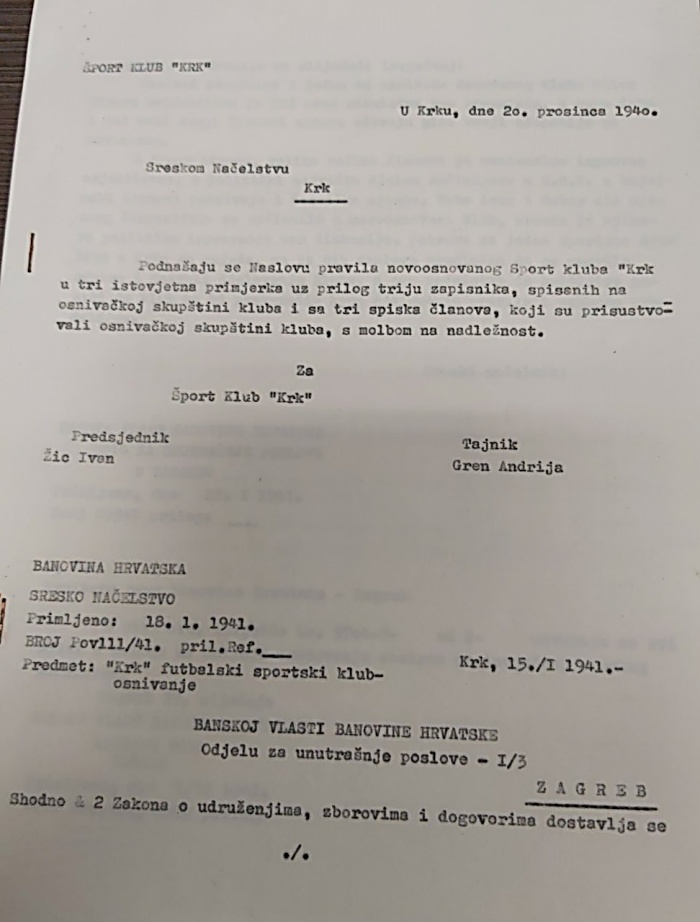 ŠPORT KLUB "KRK"
U Krku, dne 2o. prosinca 194o.
Sreskom Načelstvu
Krk
Podnašaju se Naslovu pravila novoosnovanog Sport kluba "Krk
u tri istovjetna primjerka uz prilog triju zapisnika, spisanih na
osnivačkoj skupštini kluba i sa tri spiska članova, koji su prisustvo-
vali osnivačkoj skupštini kluba, s molbom na nadležnost.
Za
Šport Klub "Krk"
Predsjednik
Žic Ivan
Tajnik
Gren Andrija
BANOVINA HRVATSKA
SRESKO NAČELSTVO
Primljeno: 18. 1. 1941.
BROJ Pov111/41. pril.Ref.___
Predmet: "Krk" futbalski sportski klub-
osnivanje
Krk, 15./I 1941.-
BANSKOJ VLASTI BANOVINE HRVATSKE
Odjelu za unutrašnje poslove - I/3
Z A G R E B
Shodno & 2 Zakona o udruženjima, zborovima i dogovorima dostavlja se
./.